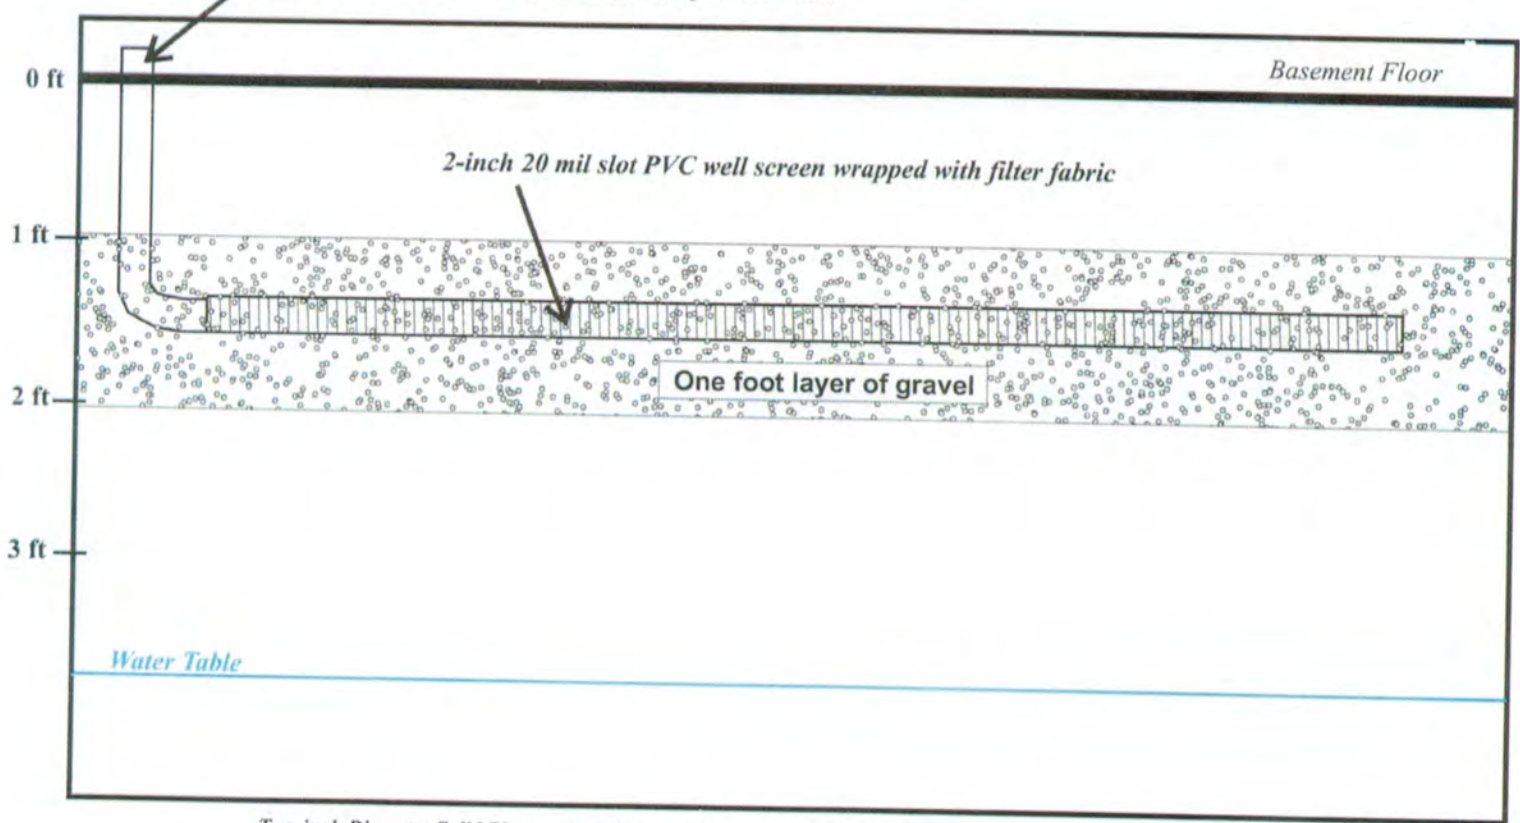 0 ft
Basement Floor
2-inch 20 mil slot PVC well screen wrapped with filter fabric
1 ft
One foot layer of gravel
2 ft
3 ft
Water Table